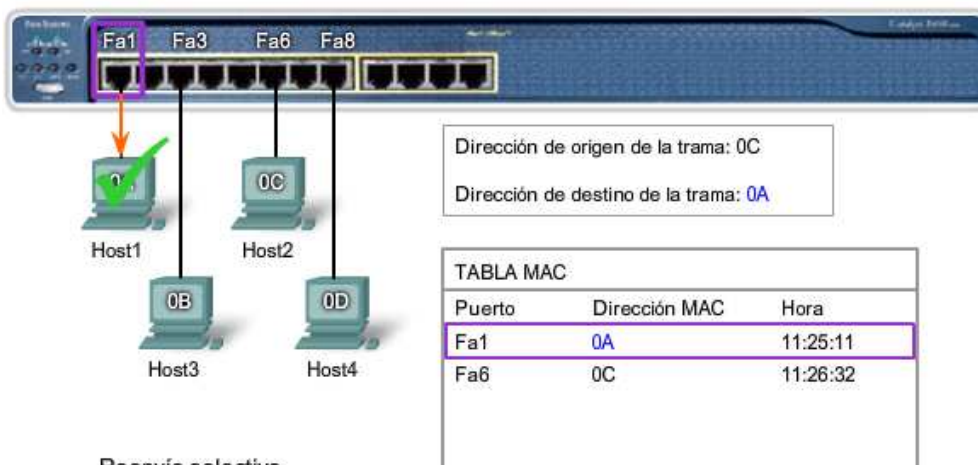 Fa1 Fa3 Fa6 Fa8
Dirección de origen de la trama: 0C
Dirección de destino de la trama: 0A
0C
Host1 Host2
0B 0D
Host3 Host4
TABLA MAC
Puerto Dirección MAC Hora
Fa1 0A 11:25:11
Fa6 0C 11:26:32